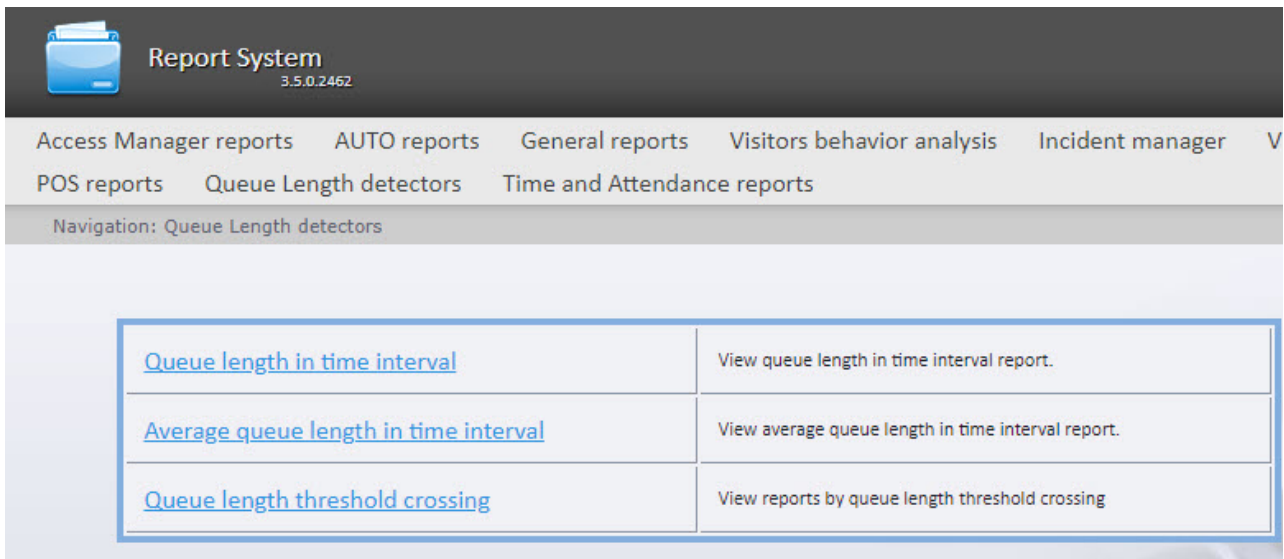 Report System
3.5.0.2462
Access Manager reports AUTO reports General reports Visitors behavior analysis Incident manager V
POS reports Queue Length detectors Time and Attendance reports
Navigation: Queue Length detectors
Queue length in time interval View queue length in time interval report.
Average queue length in time interval View average queue length in time interval report.
Queue length threshold crossing View reports by queue length threshold crossing